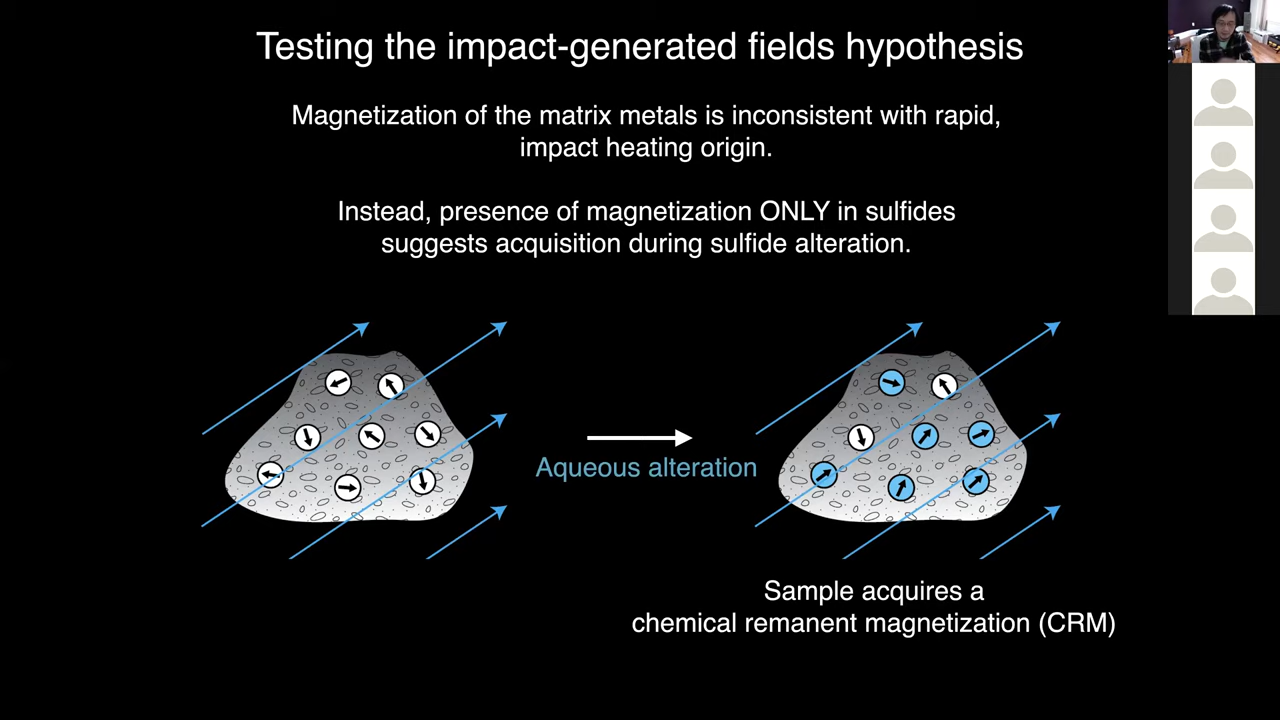 Testing the impact-generated fields hypothesis
Magnetization of the matrix metals is inconsistent with rapid,
impact heating origin.
Instead, presence of magnetization ONLY in sulfides
suggests acquisition during sulfide alteration.
Aqueous alteration
Sample acquires a
chemical remanent magnetization (CRM)